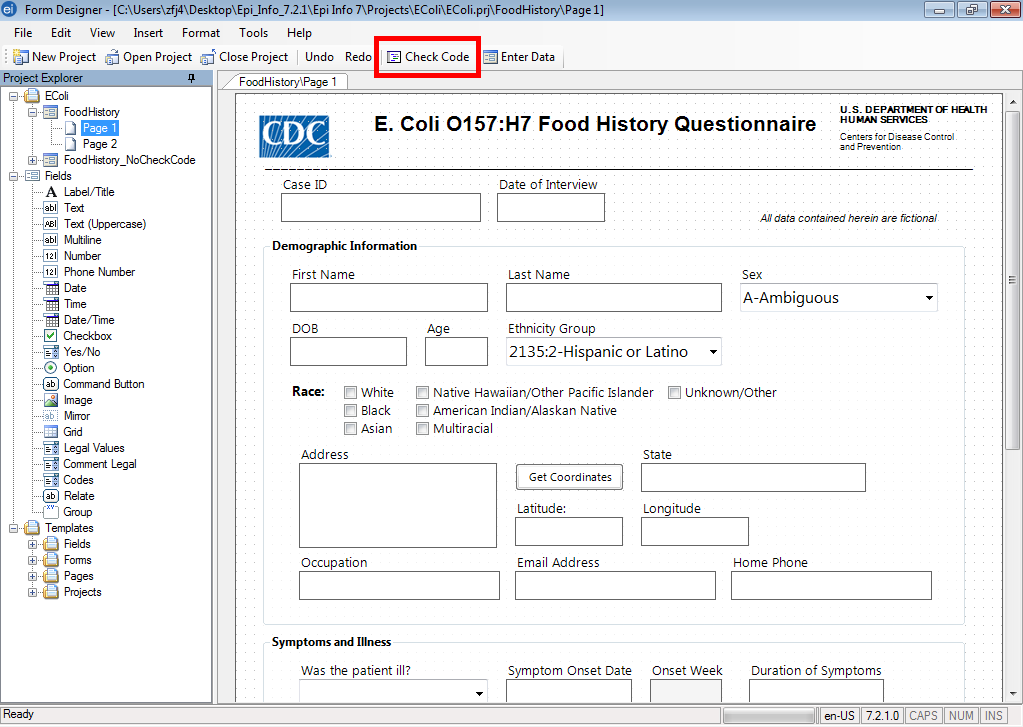 Form Designer - [C:\Users\zfj4\Desktop\Epi_Info_7.2.1\Epi Info 7\Projects\EColi\EColi.prj\FoodHistory\Page 1]
File Edit View Insert Format Tools Help
New Project Open Project Close Project Undo Redo Check Code Enter Data
Project Explorer
EColi
FoodHistory
Page 1
Page 2
FoodHistory_NoCheckCode
Fields
Label/Title
Text
Text (Uppercase)
Multiline
Number
Phone Number
Date
Time
Date/Time
Checkbox
Yes/No
Option
Command Button
Image
Mirror
Grid
Legal Values
Comment Legal
Codes
Relate
Group
Templates
Fields
Forms
Pages
Projects
FoodHistory\Page 1
CDC
E. Coli O157:H7 Food History Questionnaire
U.S. DEPARTMENT OF HEALTH
HUMAN SERVICES
Centers for Disease Control
and Prevention
Case ID Date of Interview
All data contained herein are fictional
Demographic Information
First Name Last Name Sex
A-Ambiguous
DOB Age Ethnicity Group
2135:2-Hispanic or Latino
Race: White Native Hawaiian/Other Pacific Islander Unknown/Other
Black American Indian/Alaskan Native
Asian Multiracial
Address State
Get Coordinates
Latitude: Longitude
Occupation Email Address Home Phone
Symptoms and Illness
Was the patient ill? Symptom Onset Date Onset Week Duration of Symptoms
Ready en-US 7.2.1.0 CAPS NUM INS